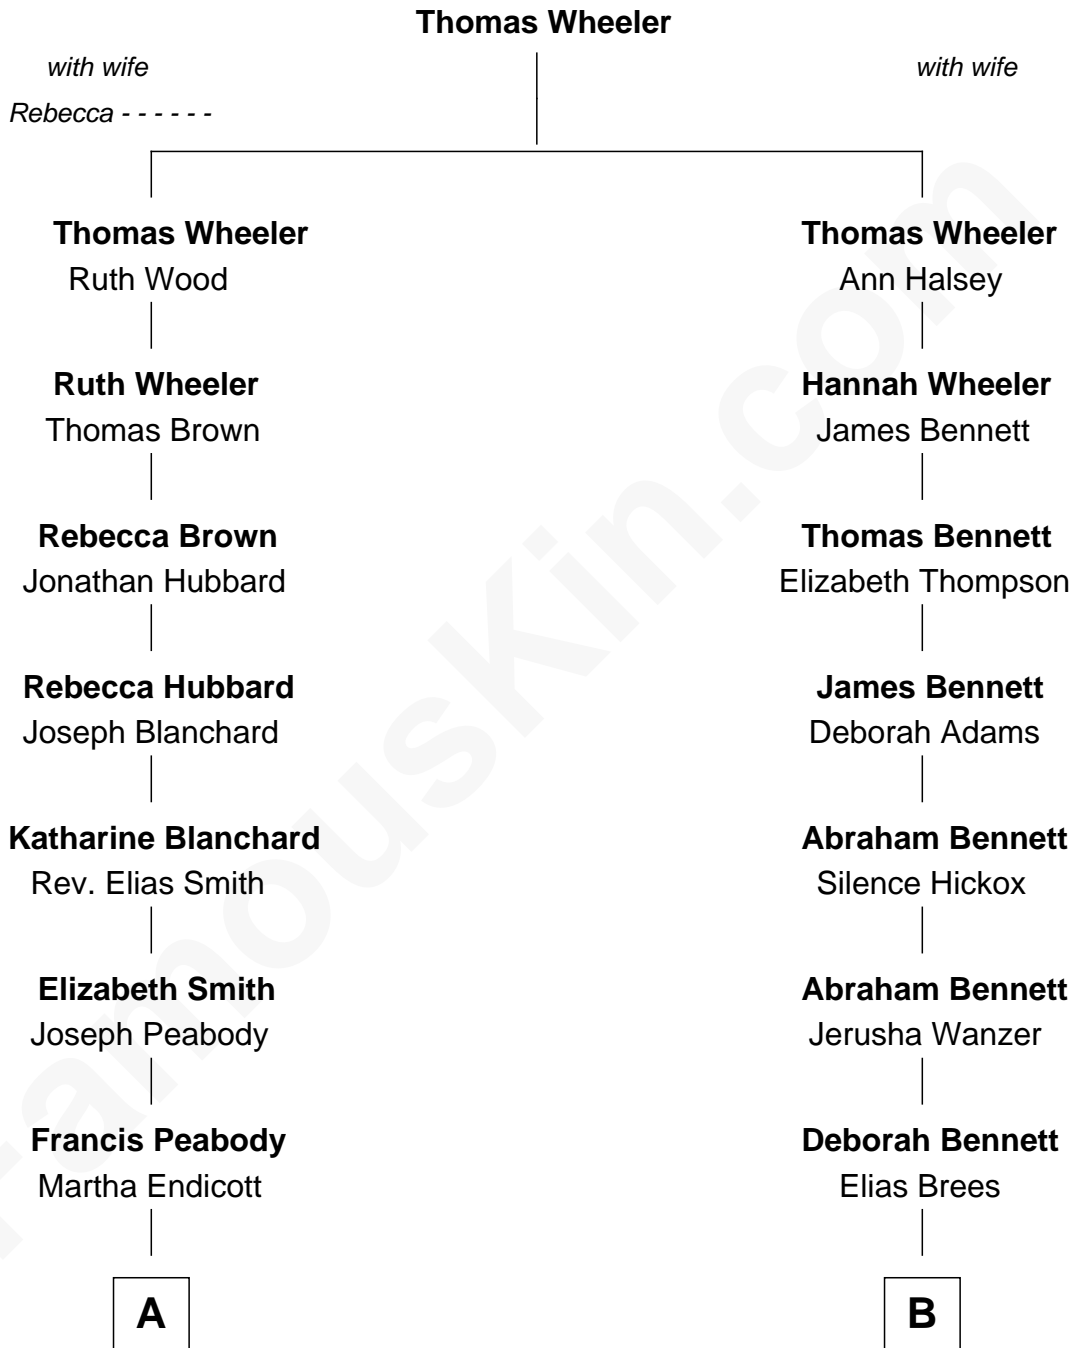 Thomas Wheeler
with wife
with wife
Rebecca - - - - - -
Thomas Wheeler
Ruth Wood
Thomas Wheeler
Ann Halsey
Ruth Wheeler
Thomas Brown
Hannah Wheeler
James Bennett
Rebecca Brown
Jonathan Hubbard
Thomas Bennett
Elizabeth Thompson
Rebecca Hubbard
Joseph Blanchard
James Bennett
Deborah Adams
Katharine Blanchard
Rev. Elias Smith
Abraham Bennett
Silence Hickox
Elizabeth Smith
Joseph Peabody
Abraham Bennett
Jerusha Wanzer
Francis Peabody
Martha Endicott
Deborah Bennett
Elias Brees
A
B
FamousKin.com